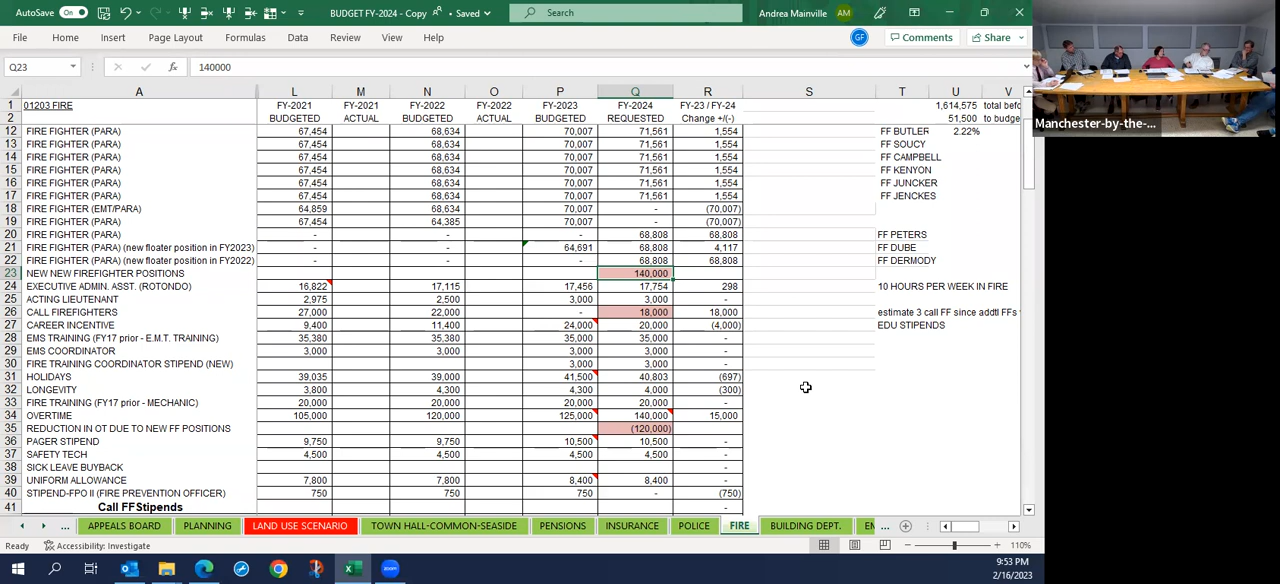 AutoSave On BUDGET FY-2024 - Copy • Saved Search Andrea Mainville AM
File Home Insert Page Layout Formulas Data Review View Help GF Comments Share
Q23 fx 140000
A L M N O P Q R S T U V
1 01203 FIRE FY-2021 FY-2021 FY-2022 FY-2022 FY-2023 FY-2024 FY-23 / FY-24 1,614,575 total befo
2 BUDGETED ACTUAL BUDGETED ACTUAL BUDGETED REQUESTED Change +/(-) 51,500 to budge
12 FIRE FIGHTER (PARA) 67,454 68,634 70,007 71,561 1,554 FF BUTLER 2.22%
13 FIRE FIGHTER (PARA) 67,454 68,634 70,007 71,561 1,554 FF SOUCY
14 FIRE FIGHTER (PARA) 67,454 68,634 70,007 71,561 1,554 FF CAMPBELL
15 FIRE FIGHTER (PARA) 67,454 68,634 70,007 71,561 1,554 FF KENYON
16 FIRE FIGHTER (PARA) 67,454 68,634 70,007 71,561 1,554 FF JUNCKER
17 FIRE FIGHTER (PARA) 67,454 68,634 70,007 71,561 1,554 FF JENCKES
18 FIRE FIGHTER (EMT/PARA) 64,859 68,634 70,007 - (70,007)
19 FIRE FIGHTER (PARA) 67,454 64,385 70,007 - (70,007)
20 FIRE FIGHTER (PARA) - - - 68,808 68,808 FF PETERS
21 FIRE FIGHTER (PARA) (new floater position in FY2023) - - 64,691 68,808 4,117 FF DUBE
22 FIRE FIGHTER (PARA) (new floater position in FY2022) - - - 68,808 68,808 FF DERMODY
23 NEW NEW FIREFIGHTER POSITIONS 140,000
24 EXECUTIVE ADMIN. ASST. (ROTONDO) 16,822 17,115 17,456 17,754 298 10 HOURS PER WEEK IN FIRE
25 ACTING LIEUTENANT 2,975 2,500 3,000 3,000 -
26 CALL FIREFIGHTERS 27,000 22,000 - 18,000 18,000 estimate 3 call FF since addtl FFs
27 CAREER INCENTIVE 9,400 11,400 24,000 20,000 (4,000) EDU STIPENDS
28 EMS TRAINING (FY17 prior - E.M.T. TRAINING) 35,380 35,380 35,000 35,000 -
29 EMS COORDINATOR 3,000 3,000 3,000 3,000 -
30 FIRE TRAINING COORDINATOR STIPEND (NEW) 3,000 3,000 -
31 HOLIDAYS 39,035 39,000 41,500 40,803 (697)
32 LONGEVITY 3,800 4,300 4,300 4,000 (300)
33 FIRE TRAINING (FY17 prior - MECHANIC) 20,000 20,000 20,000 20,000 -
34 OVERTIME 105,000 120,000 125,000 140,000 15,000
35 REDUCTION IN OT DUE TO NEW FF POSITIONS (120,000)
36 PAGER STIPEND 9,750 9,750 10,500 10,500 -
37 SAFETY TECH 4,500 4,500 4,500 4,500 -
38 SICK LEAVE BUYBACK -
39 UNIFORM ALLOWANCE 7,800 7,800 8,400 8,400 -
40 STIPEND-FPO II (FIRE PREVENTION OFFICER) 750 750 750 - (750)
41 Call FF Stipends -
... APPEALS BOARD PLANNING LAND USE SCENARIO TOWN HALL-COMMON-SEASIDE PENSIONS INSURANCE POLICE FIRE BUILDING DEPT. EM ...
Ready Accessibility: Investigate 110%
zoom 9:53 PM
2/16/2023
Manchester-by-the-...